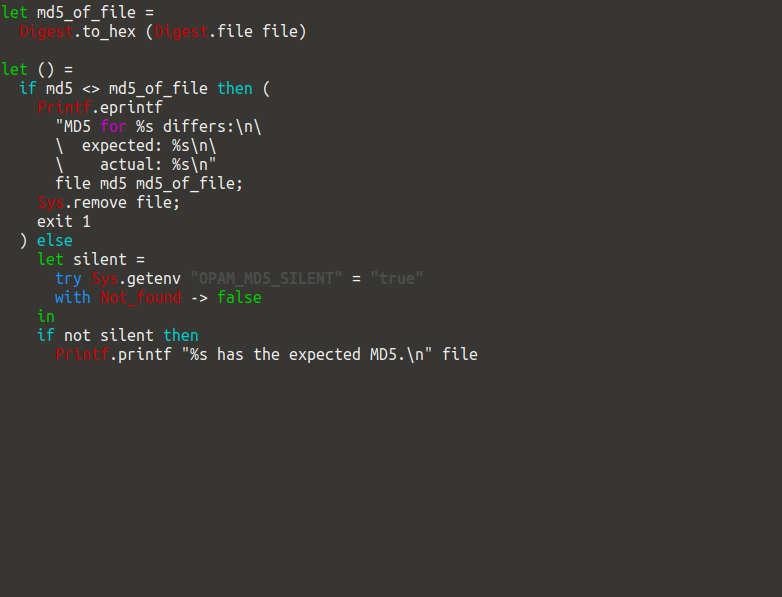 let md5_of_file =
  Digest.to_hex (Digest.file file)

let () =
  if md5 <> md5_of_file then (
    Printf.eprintf
      "MD5 for %s differs:\n\
      \  expected: %s\n\
      \    actual: %s\n"
      file md5 md5_of_file;
    Sys.remove file;
    exit 1
  ) else
    let silent =
      try Sys.getenv "OPAM_MD5_SILENT" = "true"
      with Not_found -> false
    in
    if not silent then
      Printf.printf "%s has the expected MD5.\n" file